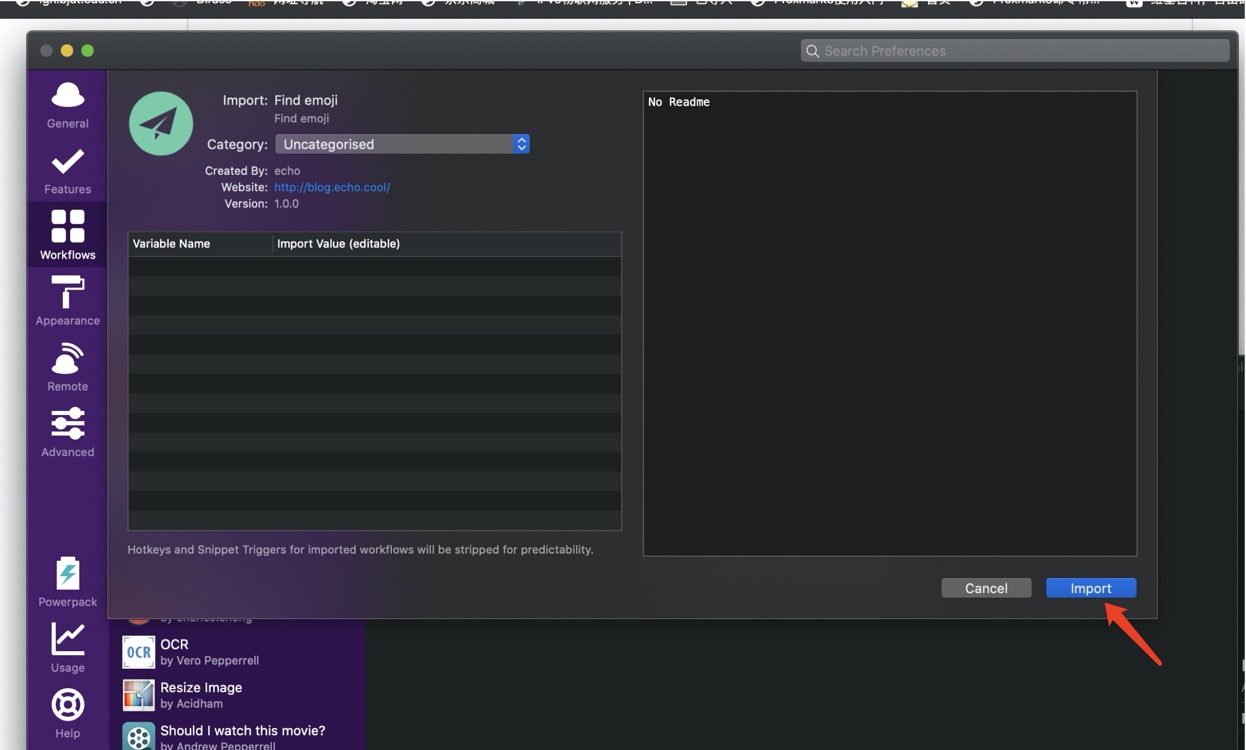 Search Preferences
General
Features
Workflows
Appearance
Remote
Advanced
Powerpack
Usage
Help
Import: Find emoji
Find emoji
Category: Uncategorised
Created By: echo
Website: http://blog.echo.cool/
Version: 1.0.0
Variable Name Import Value (editable)
Hotkeys and Snippet Triggers for imported workflows will be stripped for predictability.
No Readme
Cancel Import
OCR
OCR
by Vero Pepperrell
Resize Image
by Acidham
Should I watch this movie?
by Andrew Pepperrell